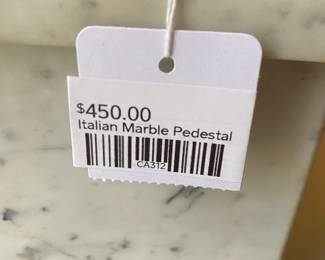 $450.00
Italian Marble Pedestal
CA312